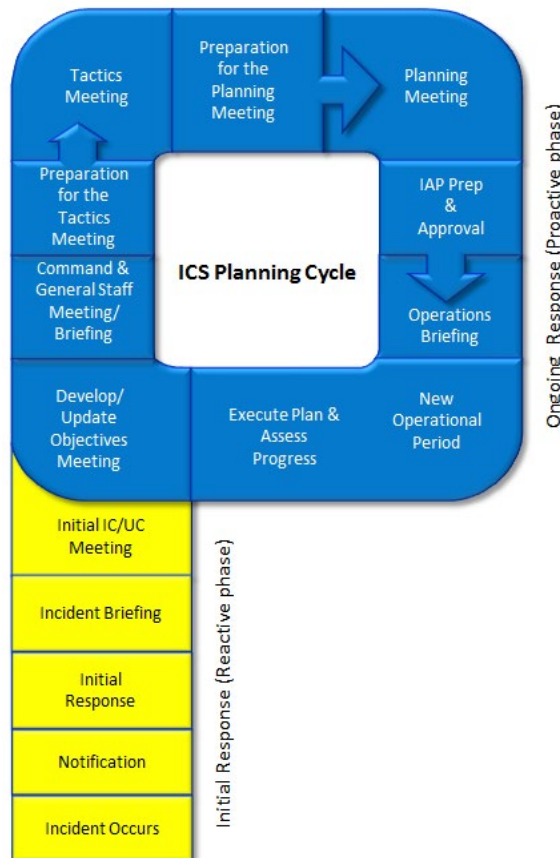 Tactics
Meeting
Preparation
for the
Planning
Meeting
Planning
Meeting
Preparation
for the
Tactics
Meeting
IAP Prep
&
Approval
Command &
General Staff
Meeting/
Briefing
ICS Planning Cycle
Operations
Briefing
Develop/
Update
Objectives
Meeting
Execute Plan &
Assess
Progress
New
Operational
Period
Ongoing Response (Proactive phase)
Initial IC/UC
Meeting
Incident Briefing
Initial
Response
Notification
Incident Occurs
Initial Response (Reactive phase)